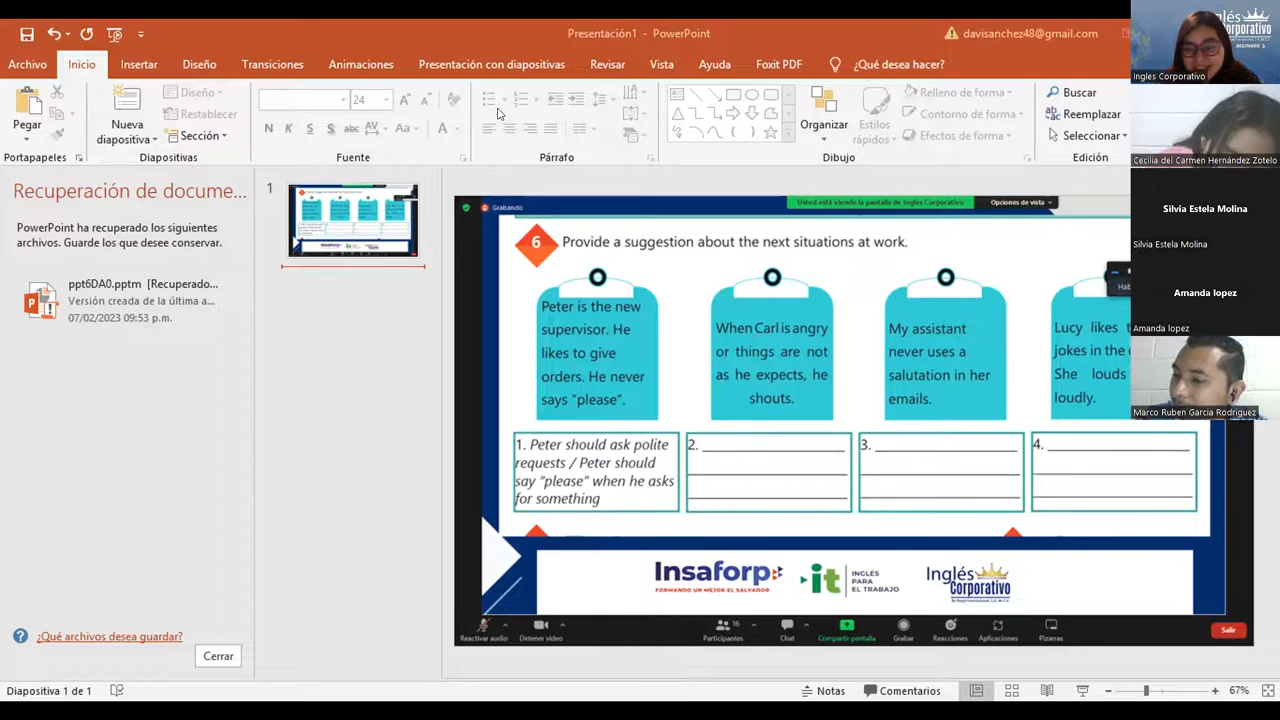 Presentación1 - PowerPoint
davisanchez48@gmail.com
Archivo
Inicio
Insertar
Diseño
Transiciones
Animaciones
Presentación con diapositivas
Revisar
Vista
Ayuda
Foxit PDF
¿Qué desea hacer?
Pegar
Portapapeles
Nueva
diapositiva
Diseño
Restablecer
Sección
Diapositivas
24
N K S abc AV Aa A
Fuente
Párrafo
Organizar
Estilos
rápidos
Relleno de forma
Contorno de forma
Efectos de forma
Dibujo
Buscar
Reemplazar
Seleccionar
Edición
Inglés
Corporativo
BEGINNER 3
Ingles Corporativo
Cecilia del Carmen Hernández Zotelo
Silvia Estela Molina
Silvia Estela Molina
Amanda lopez
Amanda lopez
Marco Ruben Garcia Rodriguez
Recuperación de docume...
PowerPoint ha recuperado los siguientes
archivos. Guarde los que desee conservar.
ppt6DA0.pptm [Recuperado...
Versión creada de la última a...
07/02/2023 09:53 p.m.
¿Qué archivos desea guardar?
Cerrar
1
Grabando
Usted está viendo la pantalla de Ingles Corporativo
Opciones de vista
6 Provide a suggestion about the next situations at work.
Peter is the new
supervisor. He
likes to give
orders. He never
says "please".
When Carl is angry
or things are not
as he expects, he
shouts.
My assistant
never uses a
salutation in her
emails.
Lucy likes
jokes in the
She louds
loudly.
1. Peter should ask polite
requests / Peter should
say "please" when he asks
for something
2.
3.
4.
Insaforp
FORMANDO UN MEJOR EL SALVADOR
it
INGLÉS
PARA
EL TRABAJO
Inglés
Corporativo
Reactivar audio
Detener video
16
Participantes
Chat
Compartir pantalla
Grabar
Reacciones
Aplicaciones
Pizarras
Salir
Diapositiva 1 de 1
Notas
Comentarios
67%